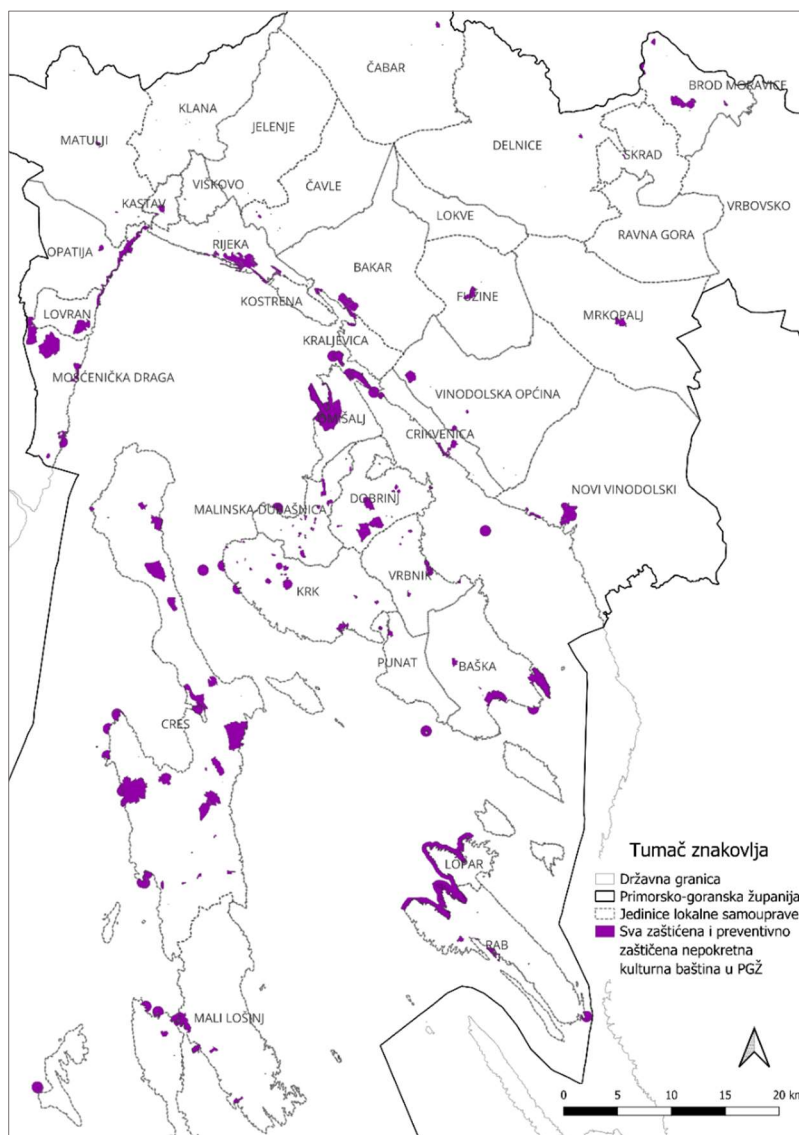 ČABAR
BROD MORAVICE
KLANA
JELENJE
MATULJI
DELNICE
SKRAD
VIŠKOVO
ČAVLE
KASTAV
LOKVE
VRBOVSKO
RAVNA GORA
OPATIJA
RIJEKA
BAKAR
FUŽINE
KOSTRENA
LOVRAN
MRKOPALJ
KRALJEVICA
MOŠĆENIČKA DRAGA
VINODOLSKA OPĆINA
OMIŠALJ
CRIKVENICA
NOVI VINODOLSKI
DOBRINJ
MALINSKA-DUBAŠNICA
VRBNIK
KRK
PUNAT
BAŠKA
CRES
LOPAR
RAB
MALI LOŠINJ
Tumač znakovlja
Državna granica
Primorsko-goranska županija
Jedinice lokalne samouprave
Sva zaštićena i preventivno
zaštičena nepokretna
kulturna baština u PGŽ
0 5 10 15 20 km